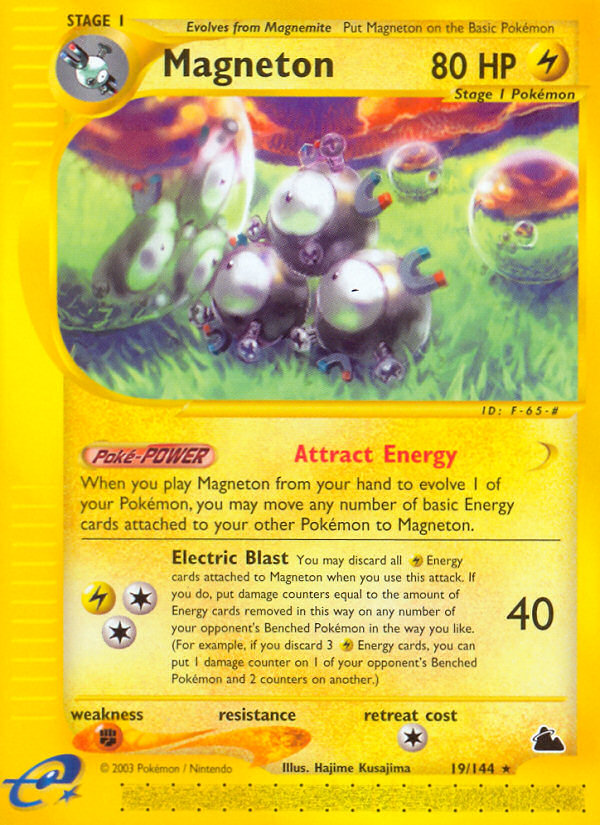 STAGE 1
Evolves from Magnemite Put Magneton on the Basic Pokémon
Magneton 80 HP
Stage 1 Pokémon
ID: F-65-#
Poké-POWER Attract Energy
When you play Magneton from your hand to evolve 1 of
your Pokémon, you may move any number of basic Energy
cards attached to your other Pokémon to Magneton.
Electric Blast You may discard all Energy
cards attached to Magneton when you use this attack. If
you do, put damage counters equal to the amount of
Energy cards removed in this way on any number of
your opponent's Benched Pokémon in the way you like.
(For example, if you discard 3 Energy cards, you can
put 1 damage counter on 1 of your opponent's Benched
Pokémon and 2 counters on another.)
40
weakness resistance retreat cost
© 2003 Pokémon / Nintendo Illus. Hajime Kusajima 19/144 ★
e